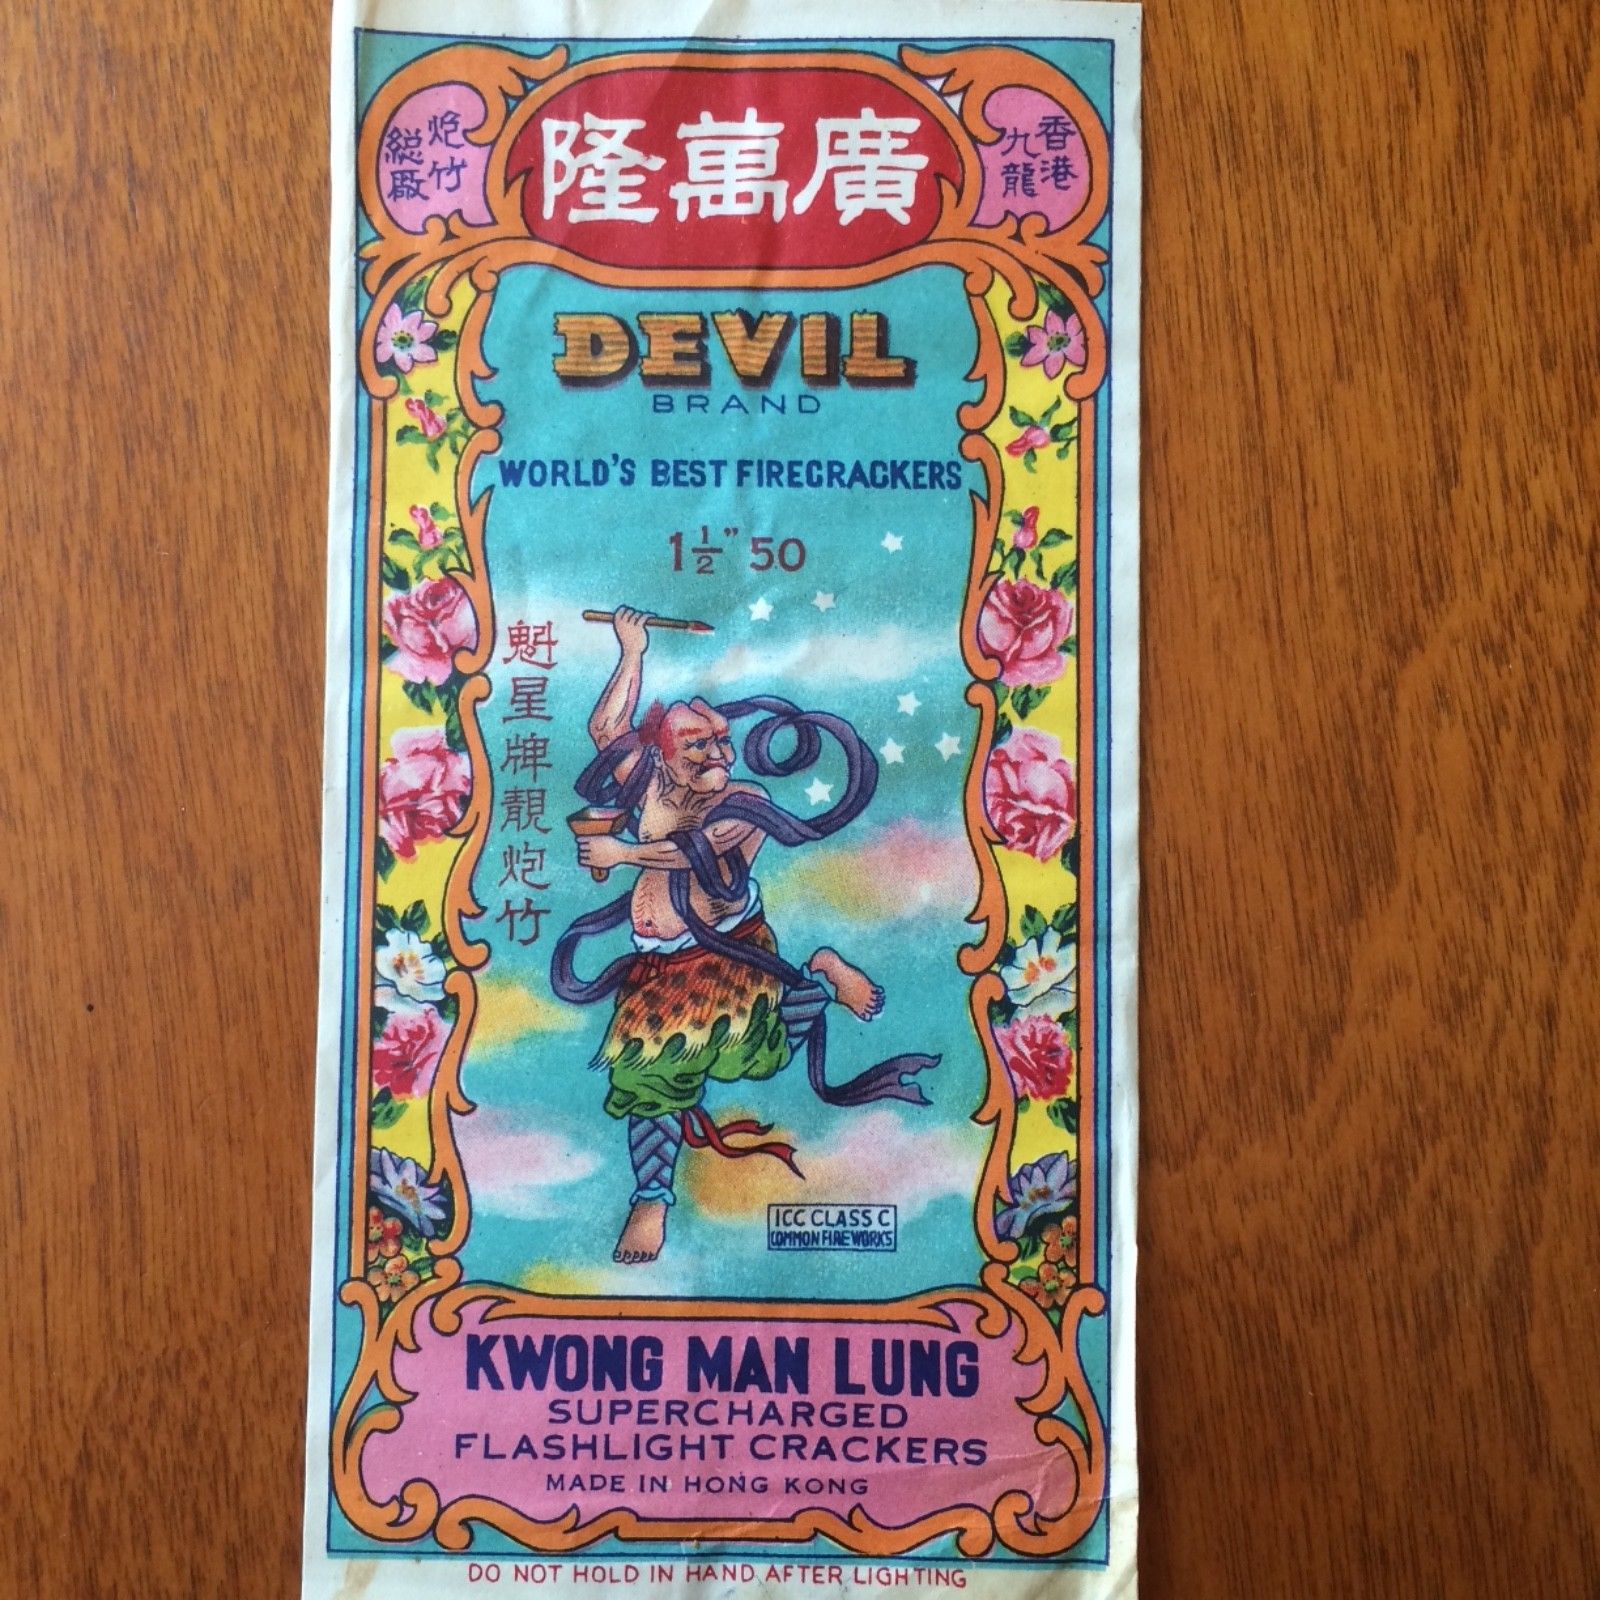 廣萬隆
香港
九龍
炮竹
総厰
DEVIL
BRAND
WORLD'S BEST FIRECRACKERS
1½" 50
魁星牌靚炮竹
ICC CLASS C
COMMON FIREWORKS
KWONG MAN LUNG
SUPERCHARGED
FLASHLIGHT CRACKERS
MADE IN HONG KONG
DO NOT HOLD IN HAND AFTER LIGHTING